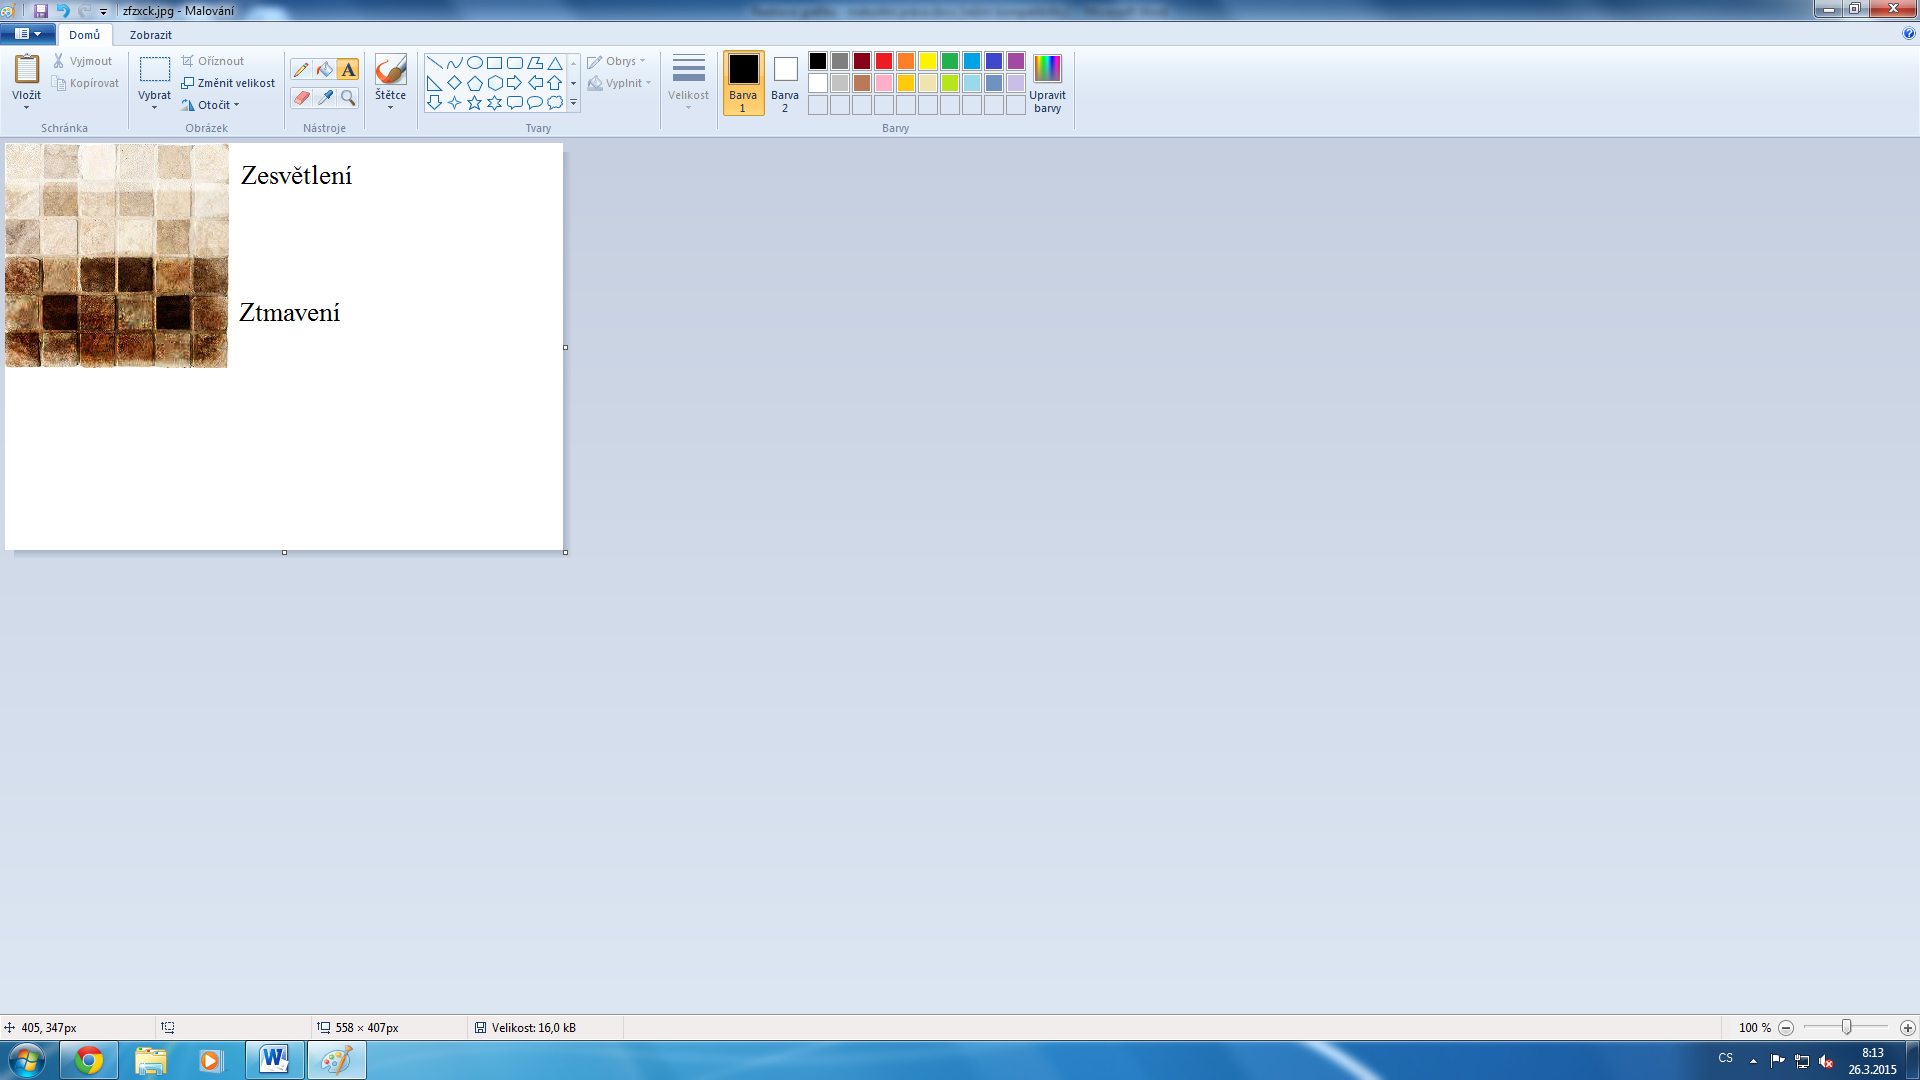 zfzxck.jpg - Malování
Domů
Zobrazit
Vložit
Vyjmout
Kopírovat
Schránka
Vybrat
Oříznout
Změnit velikost
Otočit
Obrázek
A
Nástroje
Štětce
Tvary
Obrys
Vyplnit
Velikost
Barva 1
Barva 2
Upravit barvy
Barvy
Zesvětlení
Ztmavení
405, 347px
558 × 407px
Velikost: 16,0 kB
100 %
CS
8:13
26.3.2015